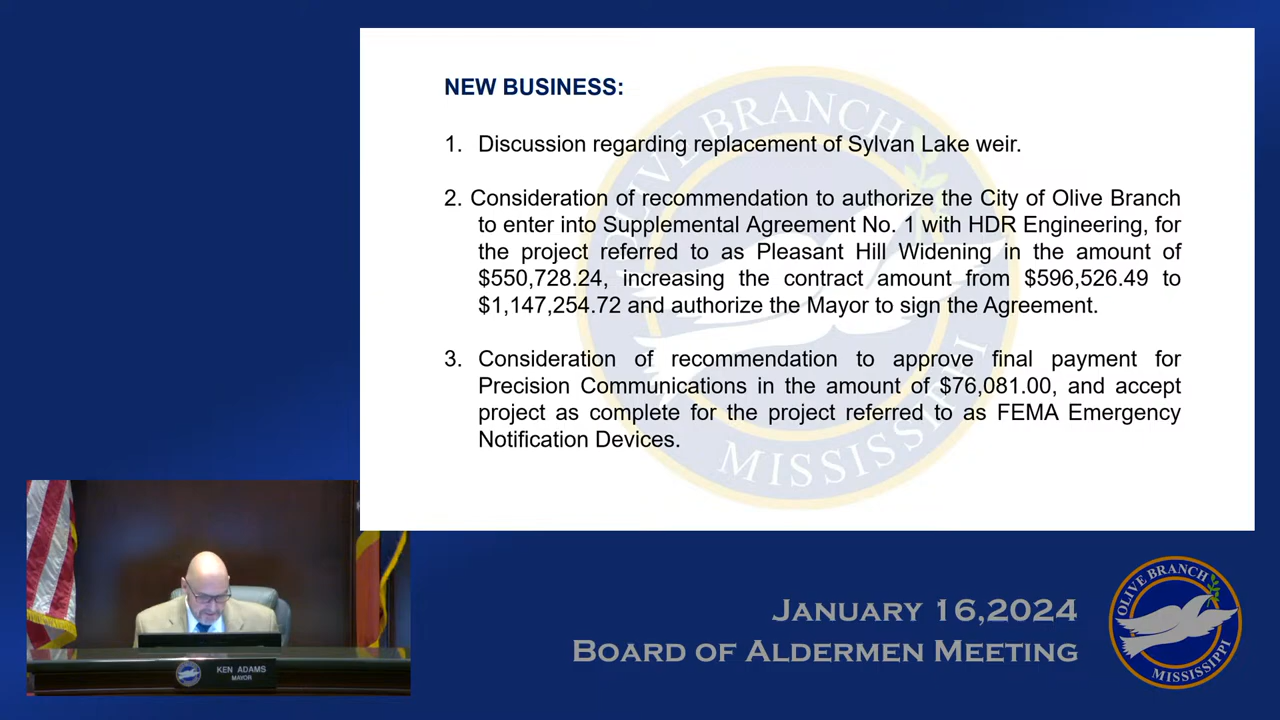 NEW BUSINESS:
1. Discussion regarding replacement of Sylvan Lake weir.
2. Consideration of recommendation to authorize the City of Olive Branch
to enter into Supplemental Agreement No. 1 with HDR Engineering, for
the project referred to as Pleasant Hill Widening in the amount of
$550,728.24, increasing the contract amount from $596,526.49 to
$1,147,254.72 and authorize the Mayor to sign the Agreement.
3. Consideration of recommendation to approve final payment for
Precision Communications in the amount of $76,081.00, and accept
project as complete for the project referred to as FEMA Emergency
Notification Devices.
OLIVE BRANCH
MISSISSIPPI
KEN ADAMS
MAYOR
JANUARY 16,2024
BOARD OF ALDERMEN MEETING
OLIVE BRANCH
MISSISSIPPI